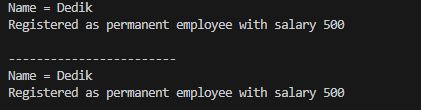 Name = Dedik
Registered as permanent employee with salary 500

------------------------
Name = Dedik
Registered as permanent employee with salary 500